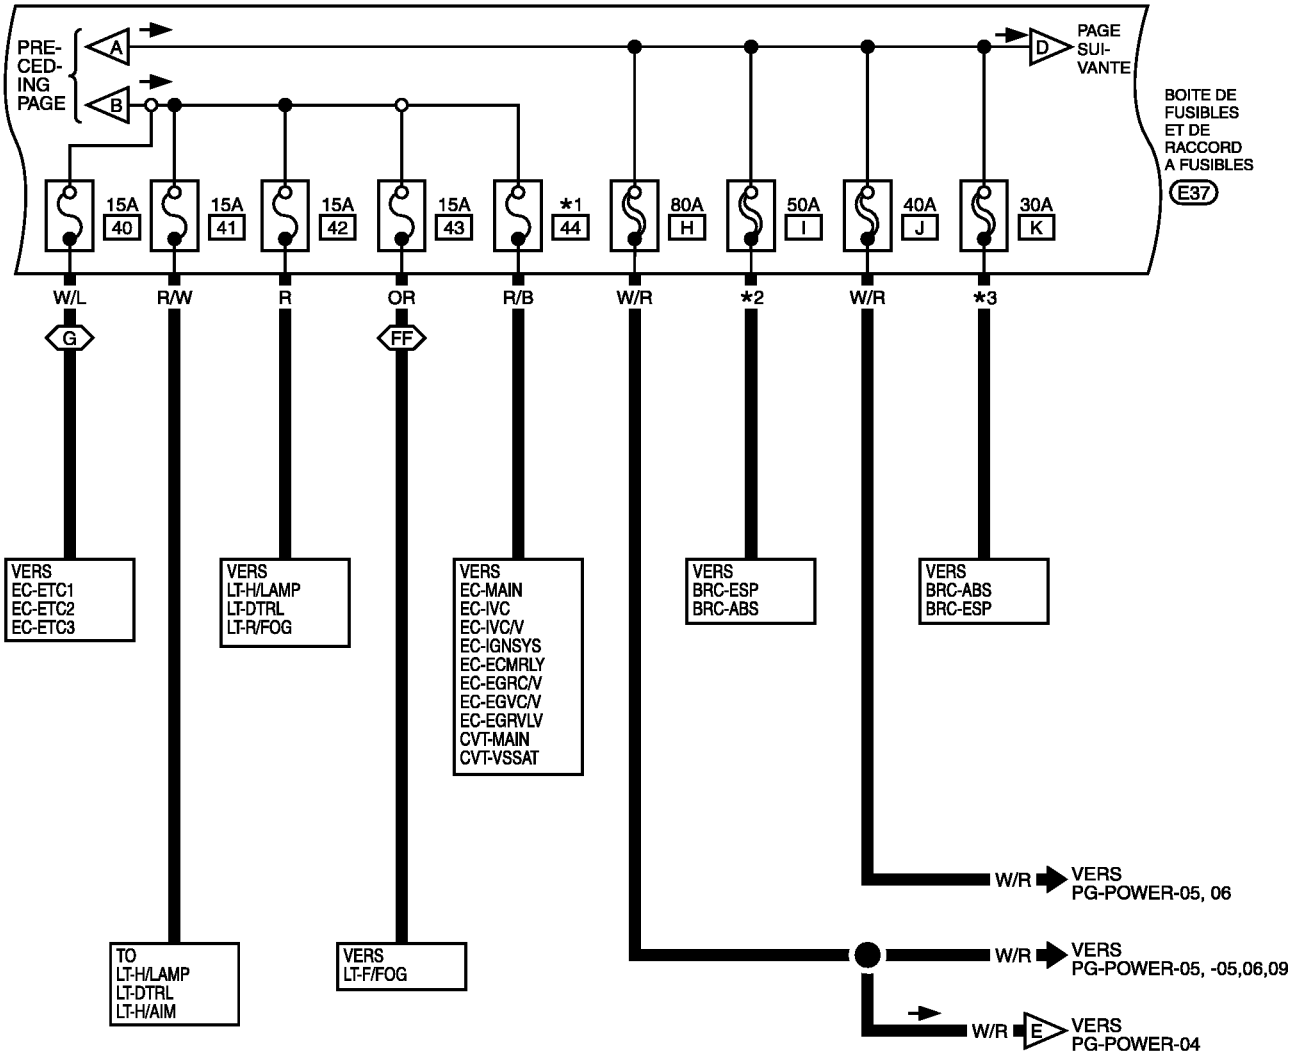 PRE-
CED-
ING
PAGE
A
B
D
PAGE
SUI-
VANTE
BOITE DE
FUSIBLES
ET DE
RACCORD
A FUSIBLES
E37
15A
40
15A
41
15A
42
15A
43
*1
44
80A
H
50A
I
40A
J
30A
K
W/L
R/W
R
OR
R/B
W/R
*2
W/R
*3
G
FF
VERS
EC-ETC1
EC-ETC2
EC-ETC3
VERS
LT-H/LAMP
LT-DTRL
LT-R/FOG
VERS
EC-MAIN
EC-IVC
EC-IVC/V
EC-IGNSYS
EC-ECMRLY
EC-EGRC/V
EC-EGVC/V
EC-EGRVLV
CVT-MAIN
CVT-VSSAT
VERS
BRC-ESP
BRC-ABS
VERS
BRC-ABS
BRC-ESP
W/R
VERS
PG-POWER-05, 06
TO
LT-H/LAMP
LT-DTRL
LT-H/AIM
VERS
LT-F/FOG
W/R
VERS
PG-POWER-05, -05,06,09
W/R
E
VERS
PG-POWER-04